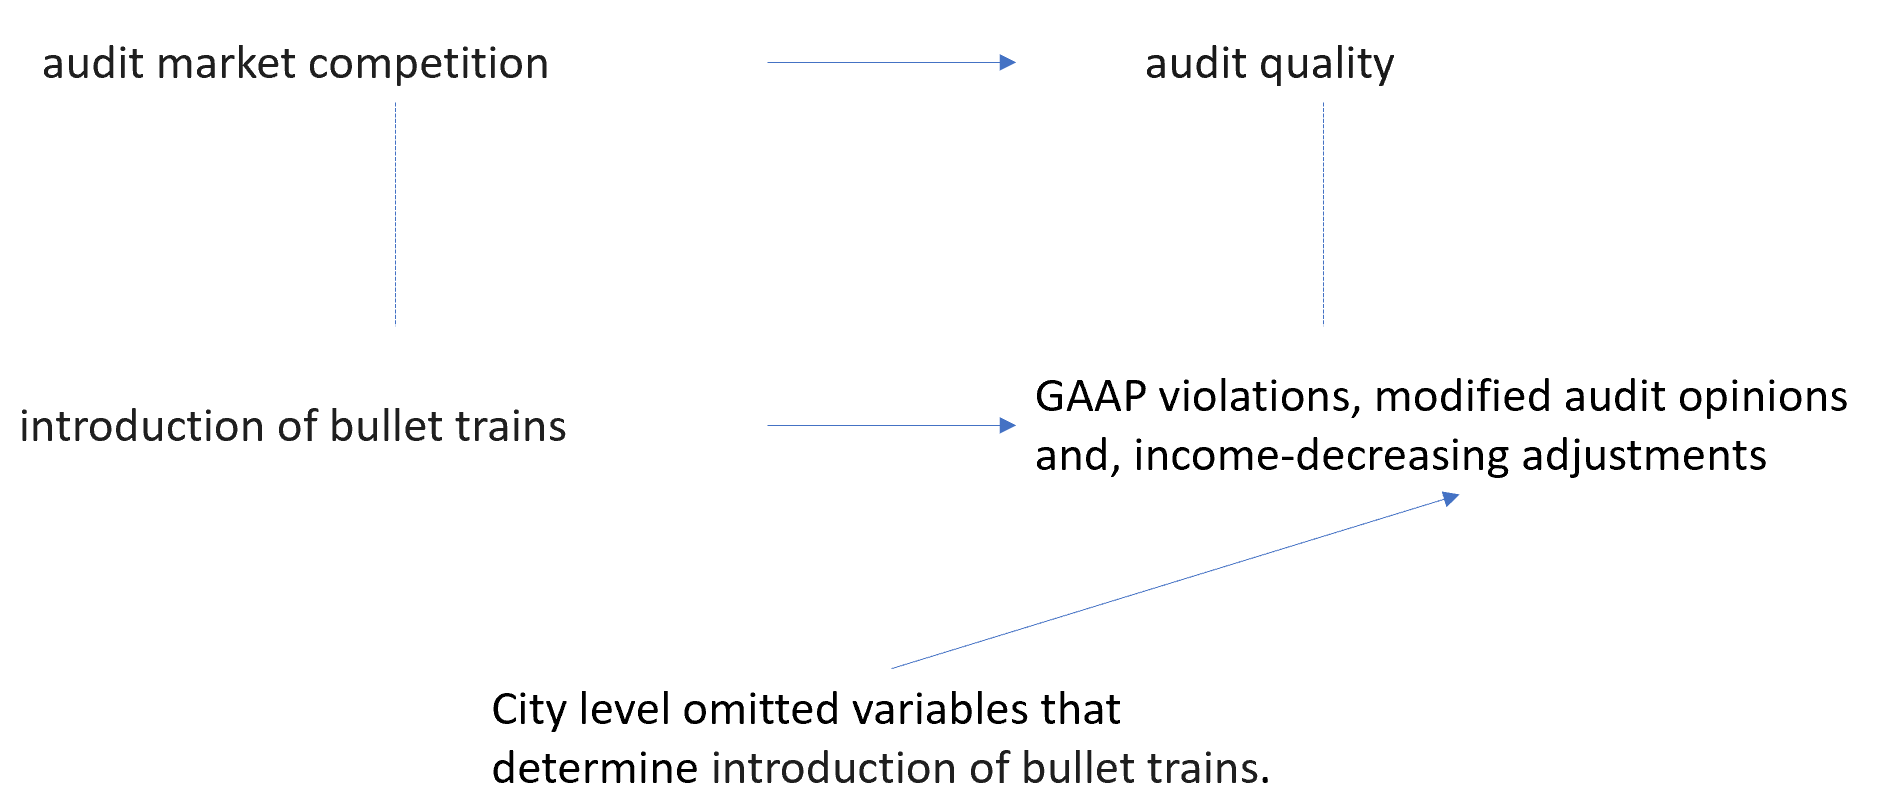 audit market competition
audit quality
introduction of bullet trains
GAAP violations, modified audit opinions
and, income-decreasing adjustments
City level omitted variables that
determine introduction of bullet trains.